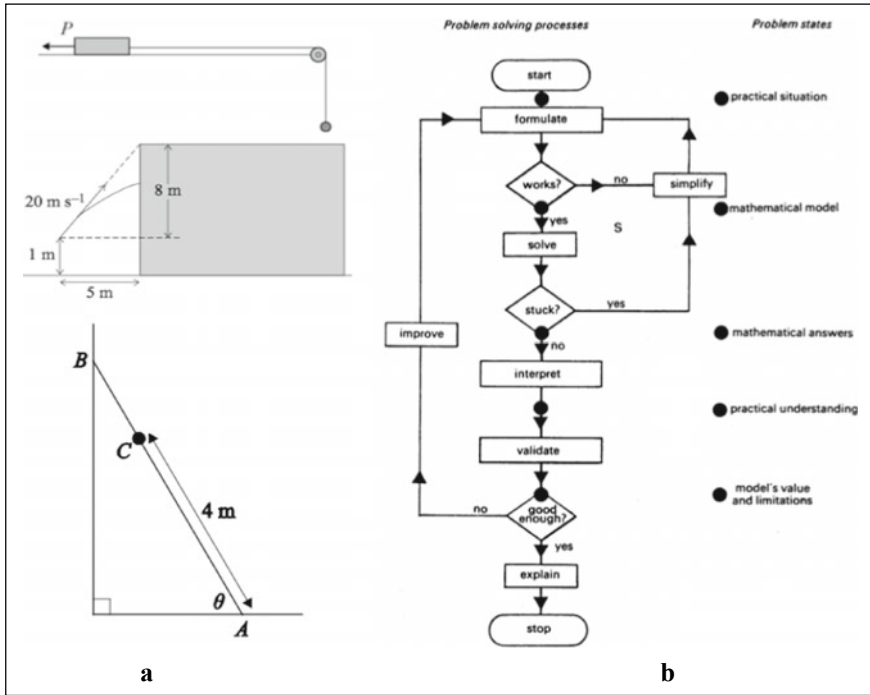 P
20 m s⁻¹
8 m
1 m
5 m
B
C
4 m
θ
A
a
Problem solving processes
Problem states
start
practical situation
formulate
works?
no
simplify
mathematical model
yes
S
solve
stuck?
yes
improve
mathematical answers
no
interpret
practical understanding
validate
model's value
and limitations
no
good
enough?
yes
explain
stop
b